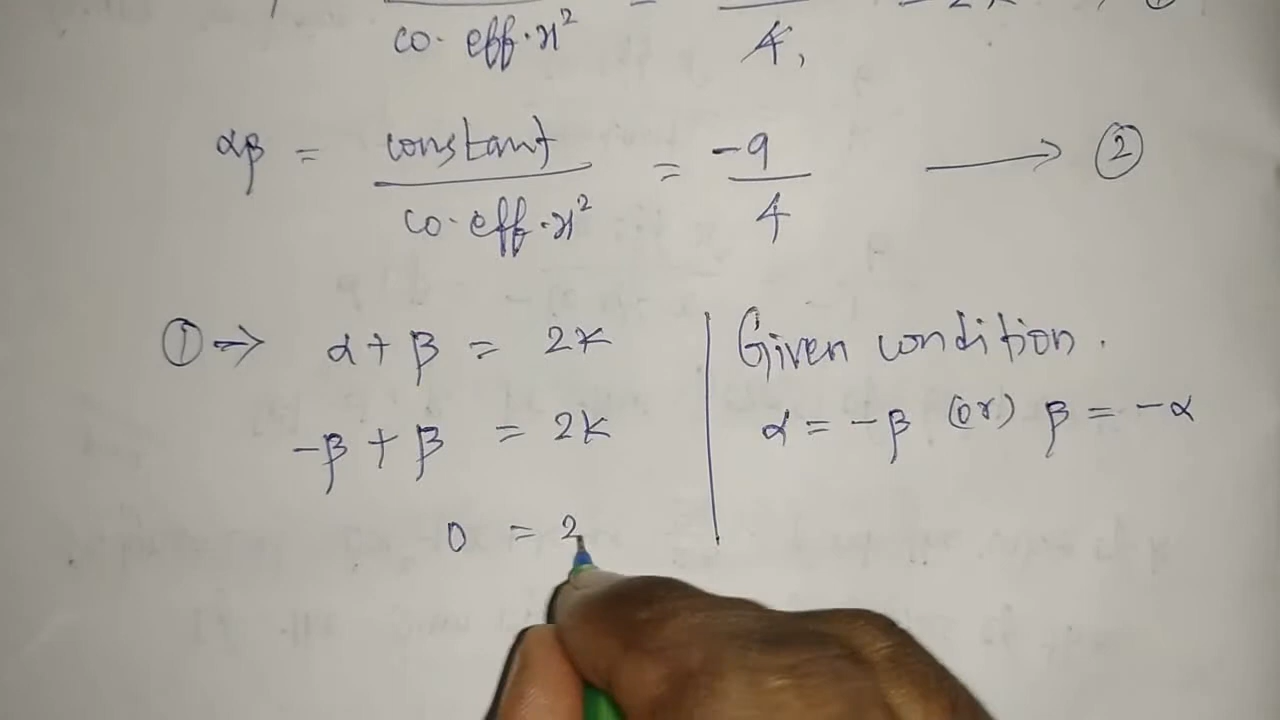 co. eff. x² 4,
αβ = constant / co. eff. x² = -9 / 4 → ②
① → α + β = 2K
-β + β = 2K
0 = 2
Given condition.
α = -β (or) β = -α